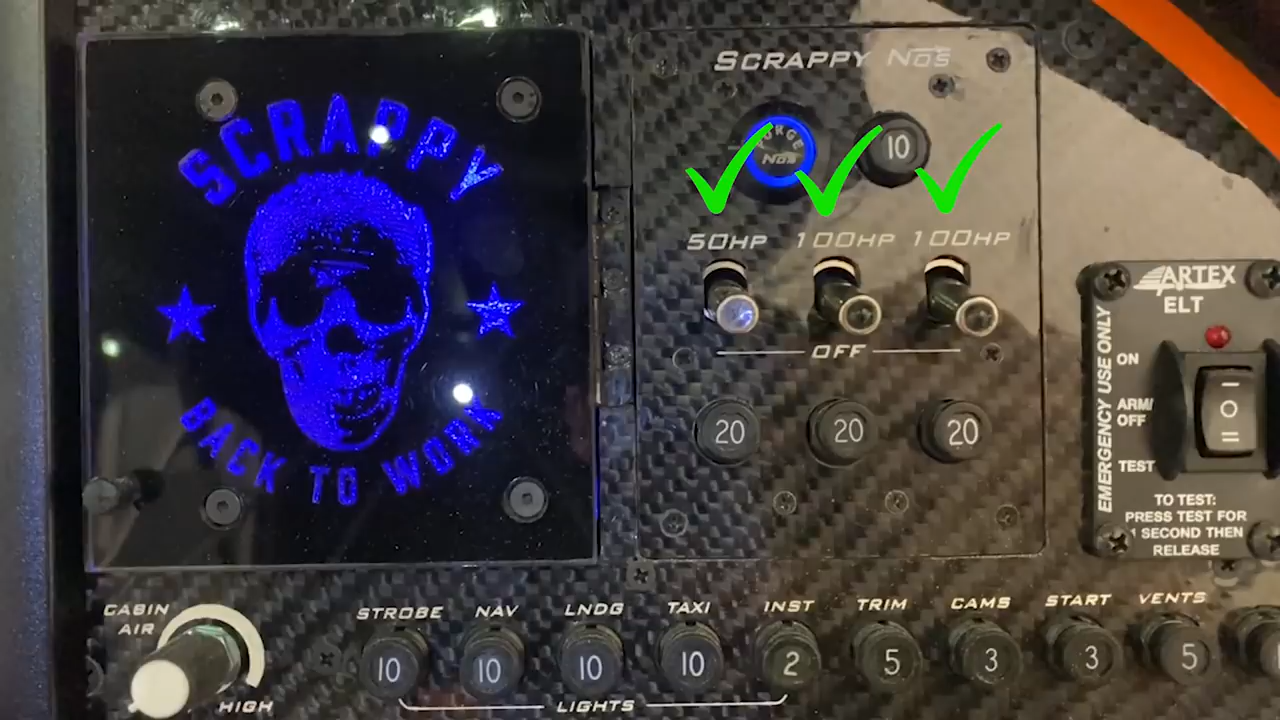 SCRAPPY
BACK TO WORK
SCRAPPY NOS
PURGE
NOS
10
50HP 100HP 100HP
OFF
20 20 20
ARTEX
ELT
EMERGENCY USE ONLY
ON
ARM/
OFF
TEST
TO TEST:
PRESS TEST FOR
1 SECOND THEN
RELEASE
CABIN
AIR
HIGH
STROBE NAV LNDG TAXI INST TRIM CAMS START VENTS
10 10 10 10 2 5 3 3 5
LIGHTS